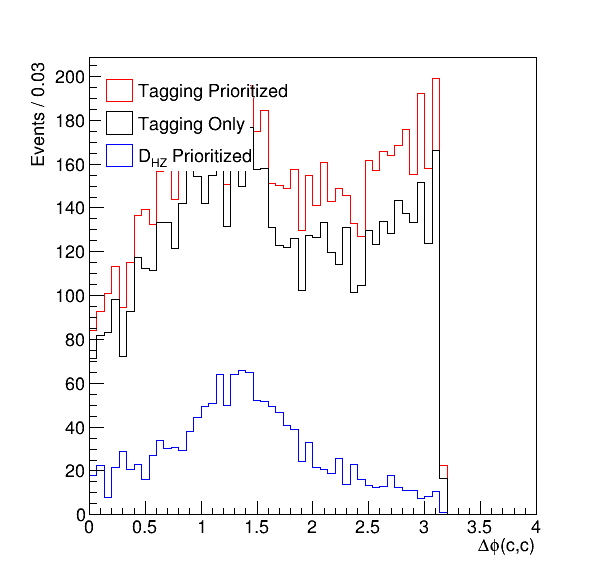 Events / 0.03
200
180
160
140
120
100
80
60
40
20
0
Tagging Prioritized
Tagging Only
D_HZ Prioritized
0 0.5 1 1.5 2 2.5 3 3.5 4
Δϕ(c,c)